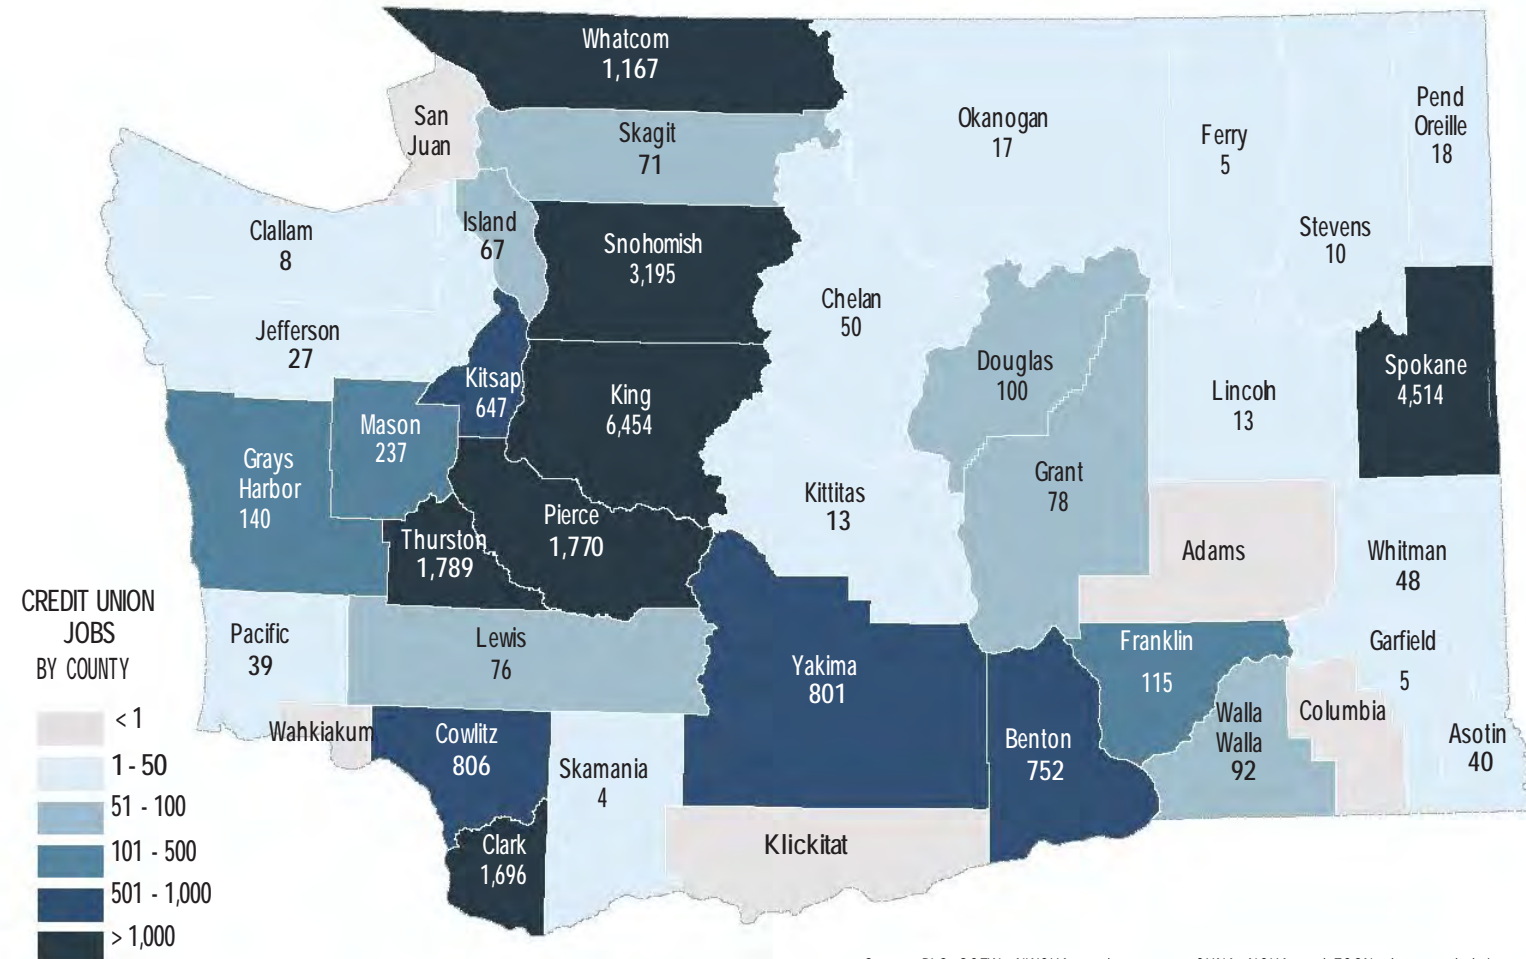 Whatcom
1,167
San
Juan
Skagit
71
Okanogan
17
Ferry
5
Pend
Oreille
18
Clallam
8
Island
67
Snohomish
3,195
Stevens
10
Chelan
50
Jefferson
27
Kitsap
647
King
6,454
Douglas
100
Lincoln
13
Spokane
4,514
Mason
237
Grays
Harbor
140
Grant
78
Kittitas
13
Pierce
1,770
Thurston
1,789
Adams
Whitman
48
CREDIT UNION
JOBS
BY COUNTY
< 1
1 - 50
51 - 100
101 - 500
501 - 1,000
> 1,000
Pacific
39
Lewis
76
Yakima
801
Franklin
115
Garfield
5
Wahkiakum
Cowlitz
806
Skamania
4
Benton
752
Walla
Walla
92
Columbia
Asotin
40
Clark
1,696
Klickitat